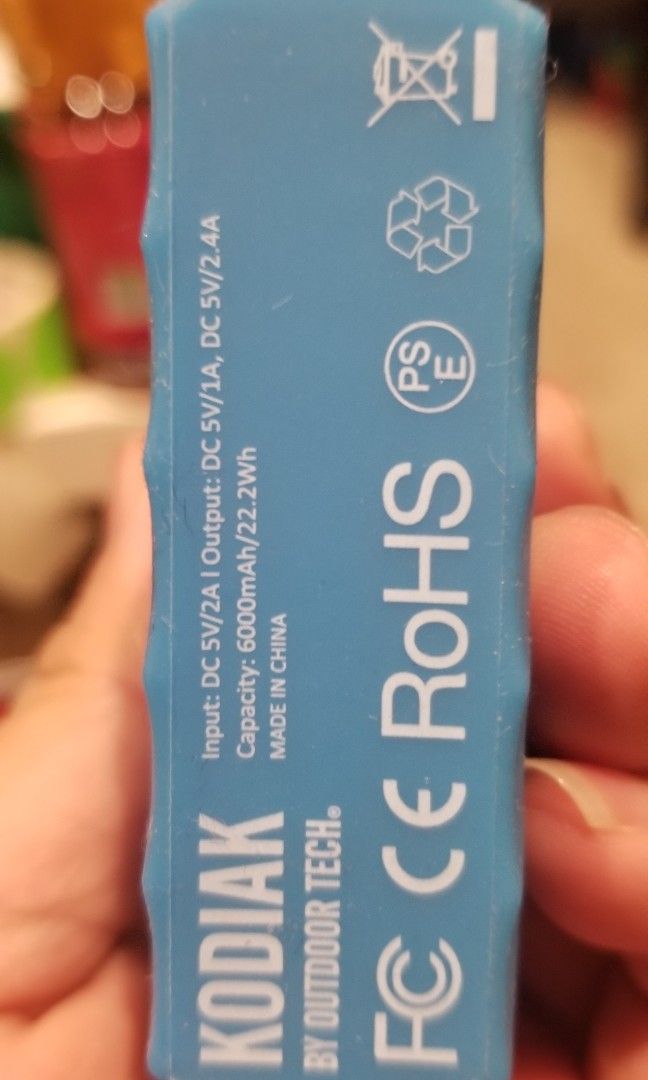 KODIAK
BY OUTDOOR TECH®
Input: DC 5V/2A I Output: DC 5V/1A, DC 5V/2.4A
Capacity: 6000mAh/22.2Wh
MADE IN CHINA
FC CE RoHS PSE